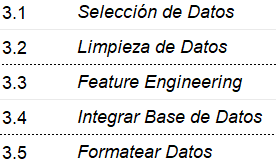 3.1 Selección de Datos
3.2 Limpieza de Datos
3.3 Feature Engineering
3.4 Integrar Base de Datos
3.5 Formatear Datos